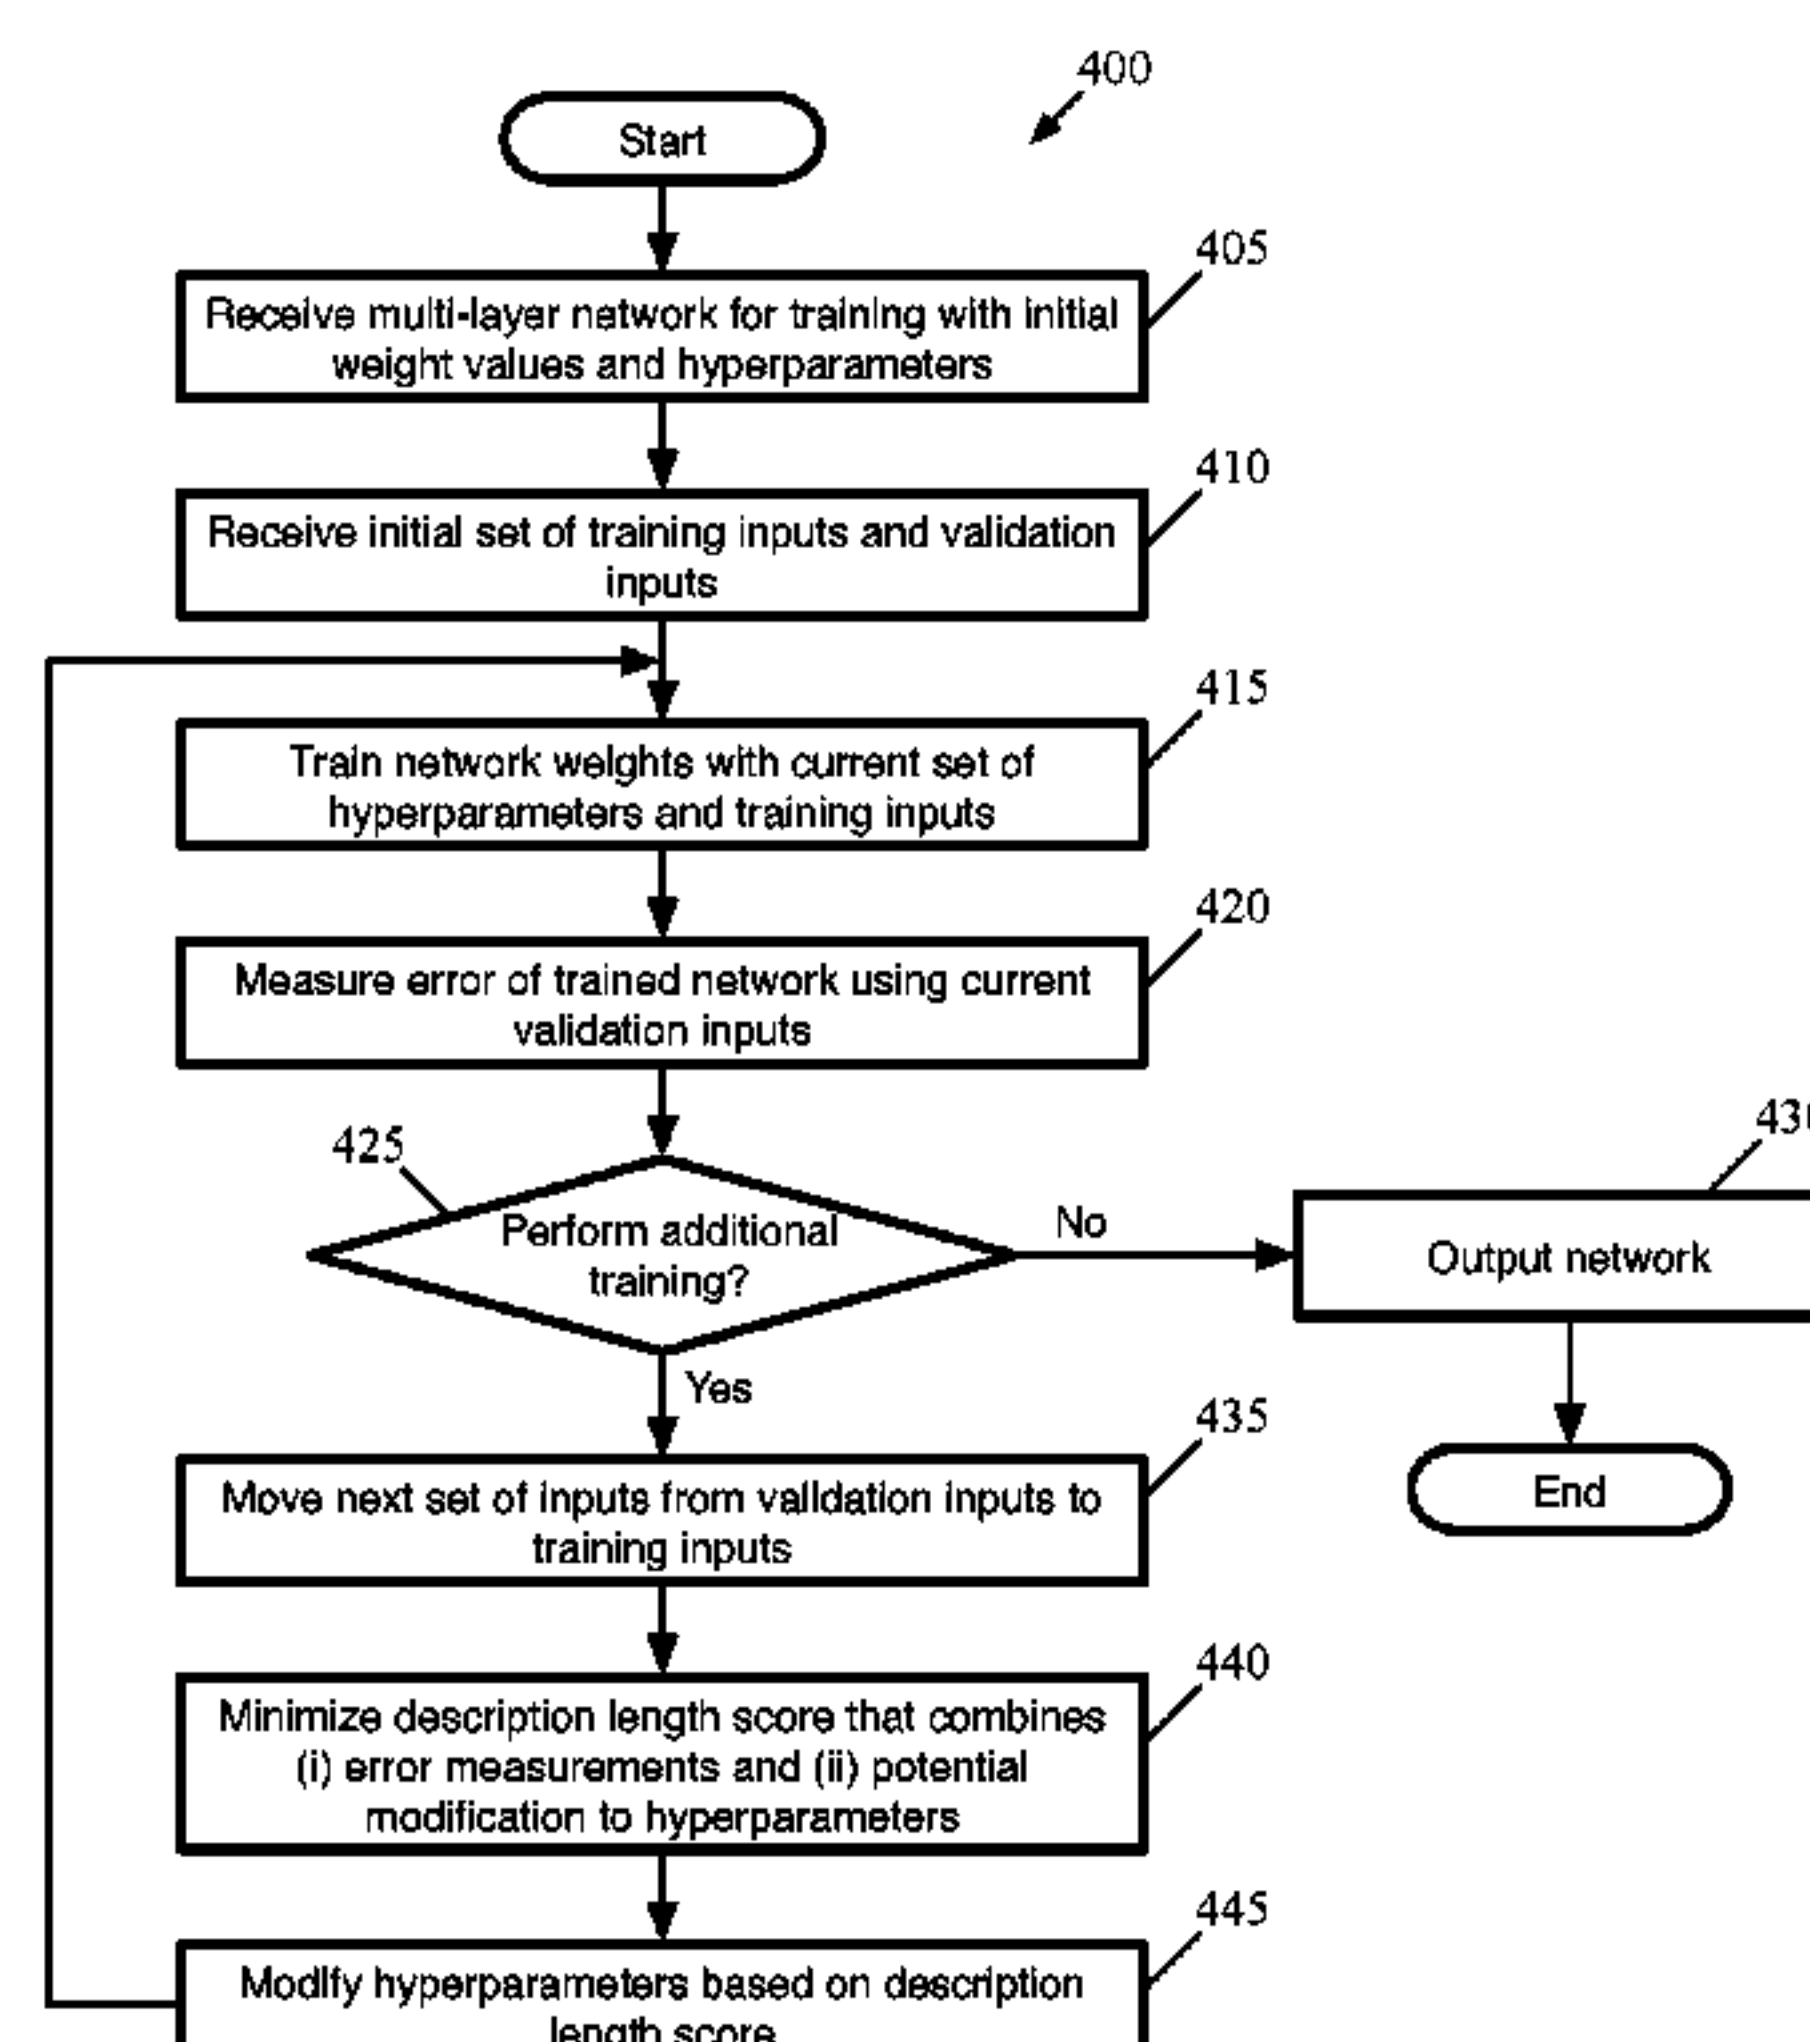 400
Start
405
Receive multi-layer network for training with initial
weight values and hyperparameters
410
Receive initial set of training inputs and validation
inputs
415
Train network weights with current set of
hyperparameters and training inputs
420
Measure error of trained network using current
validation inputs
425
Perform additional
training?
No
430
Output network
Yes
End
435
Move next set of inputs from validation inputs to
training inputs
440
Minimize description length score that combines
(i) error measurements and (ii) potential
modification to hyperparameters
445
Modify hyperparameters based on description
length score